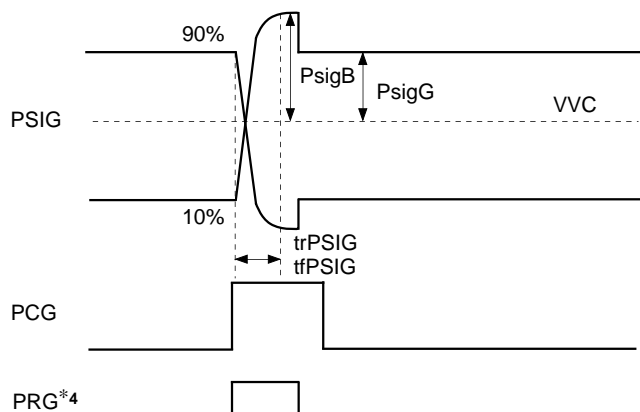 90%
PsigB
PsigG
VVC
PSIG
10%
trPSIG
tfPSIG
PCG
PRG*4